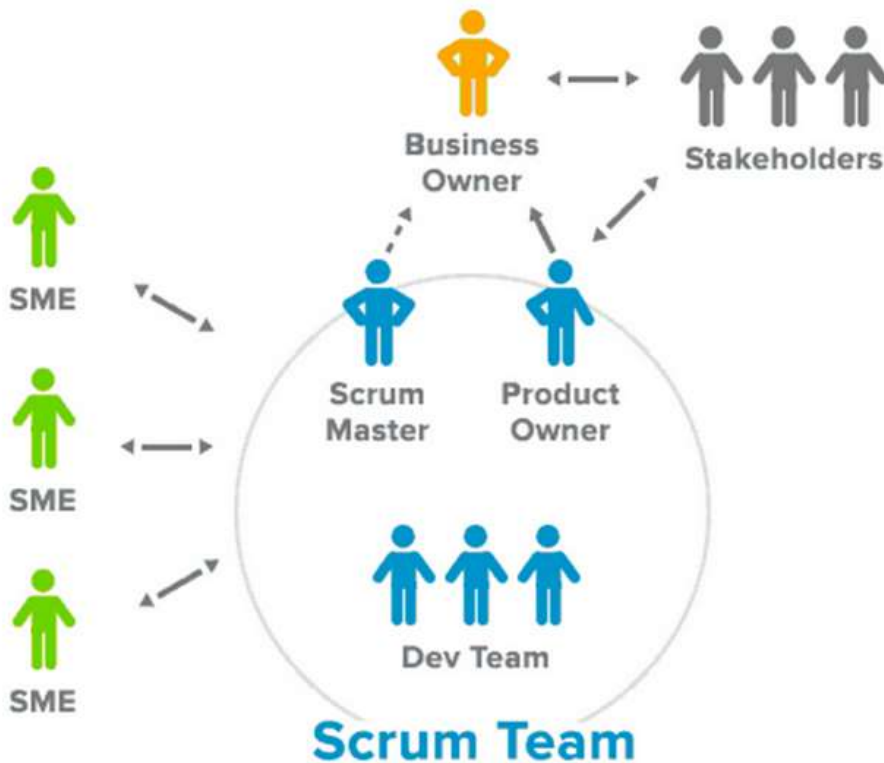 Business
Owner
Stakeholders
SME
Scrum
Master
Product
Owner
SME
Dev Team
SME
Scrum Team